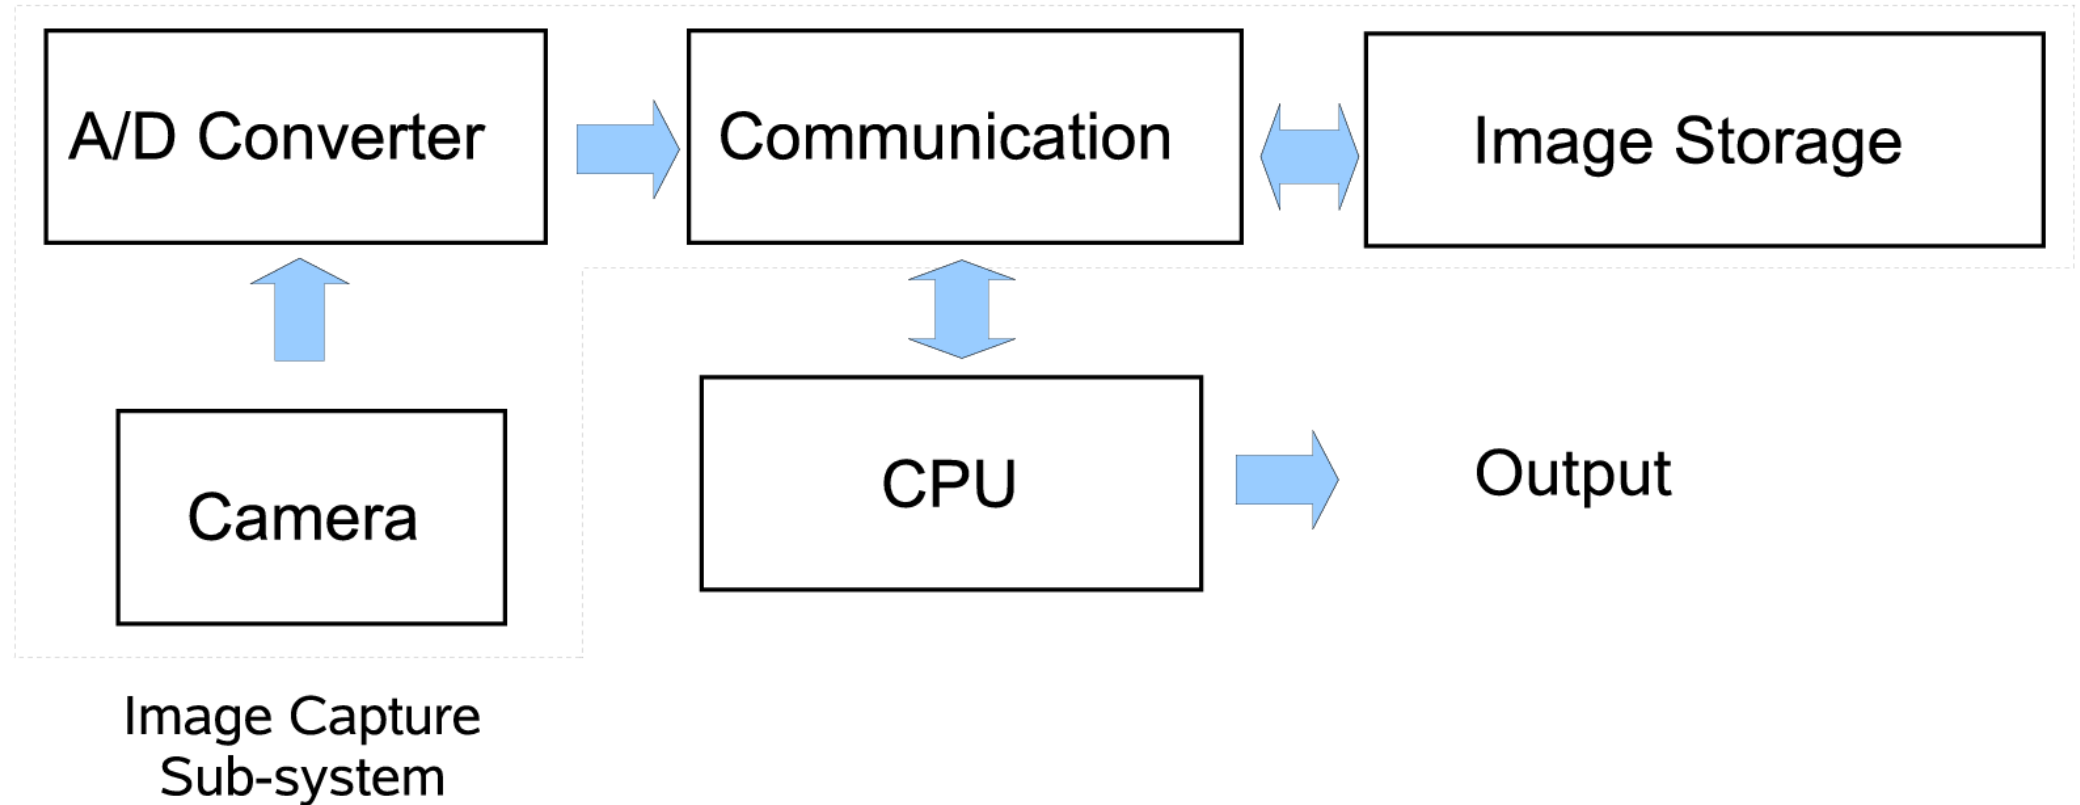 A/D Converter
Communication
Image Storage
Camera
CPU
Output
Image Capture
Sub-system